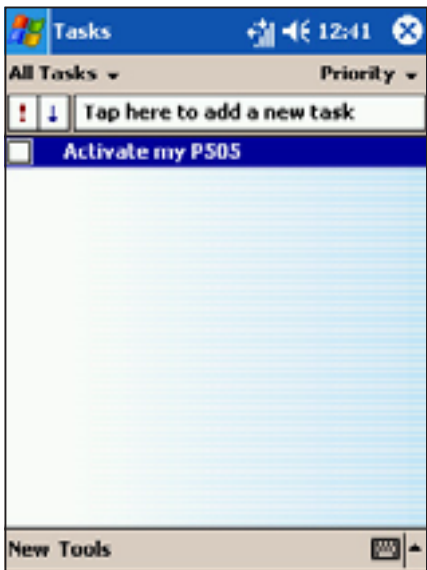 Tasks 12:41
All Tasks Priority
! ↓ Tap here to add a new task
Activate my P505
New Tools